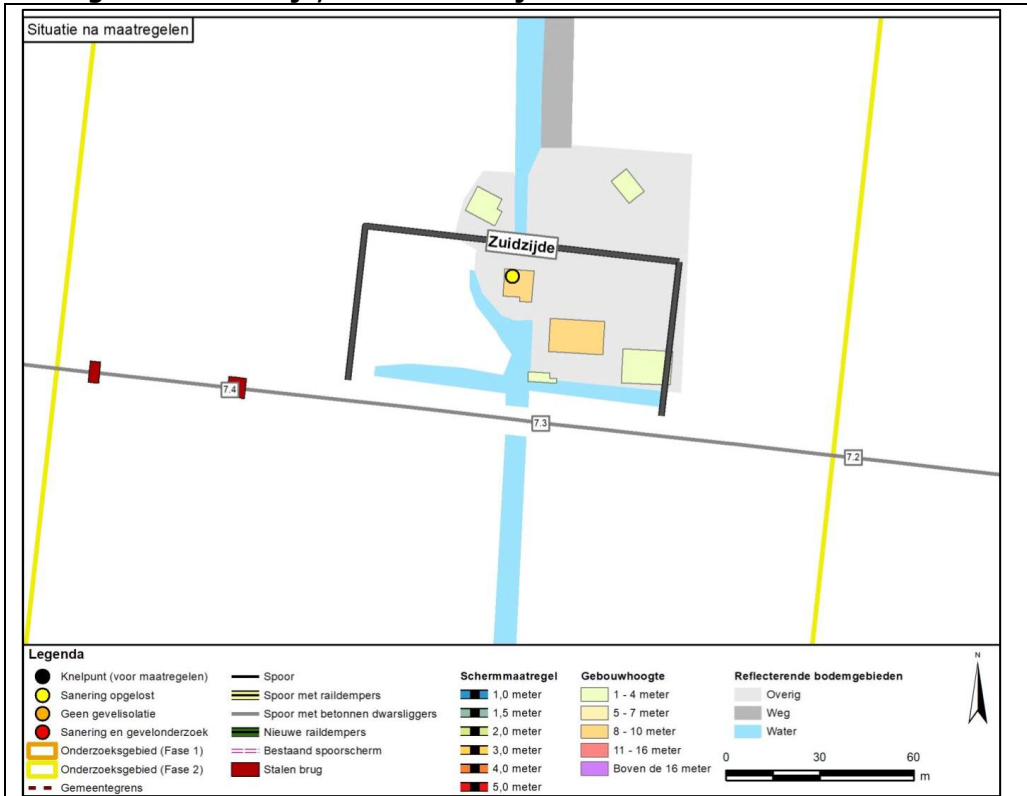 Situatie na maatregelen
Zuidzijde
7.4
7.3
7.2
Legenda
Knelpunt (voor maatregelen)
Sanering opgelost
Geen gevelisolatie
Sanering en gevelonderzoek
Onderzoeksgebied (Fase 1)
Onderzoeksgebied (Fase 2)
Gemeentegrens
Spoor
Spoor met raildempers
Spoor met betonnen dwarsliggers
Nieuwe raildempers
Bestaand spoorscherm
Stalen brug
Schermmaatregel
1,0 meter
1,5 meter
2,0 meter
3,0 meter
4,0 meter
5,0 meter
Gebouwhoogte
1 - 4 meter
5 - 7 meter
8 - 10 meter
11 - 16 meter
Boven de 16 meter
Reflecterende bodemgebieden
Overig
Weg
Water
N
0 30 60
m